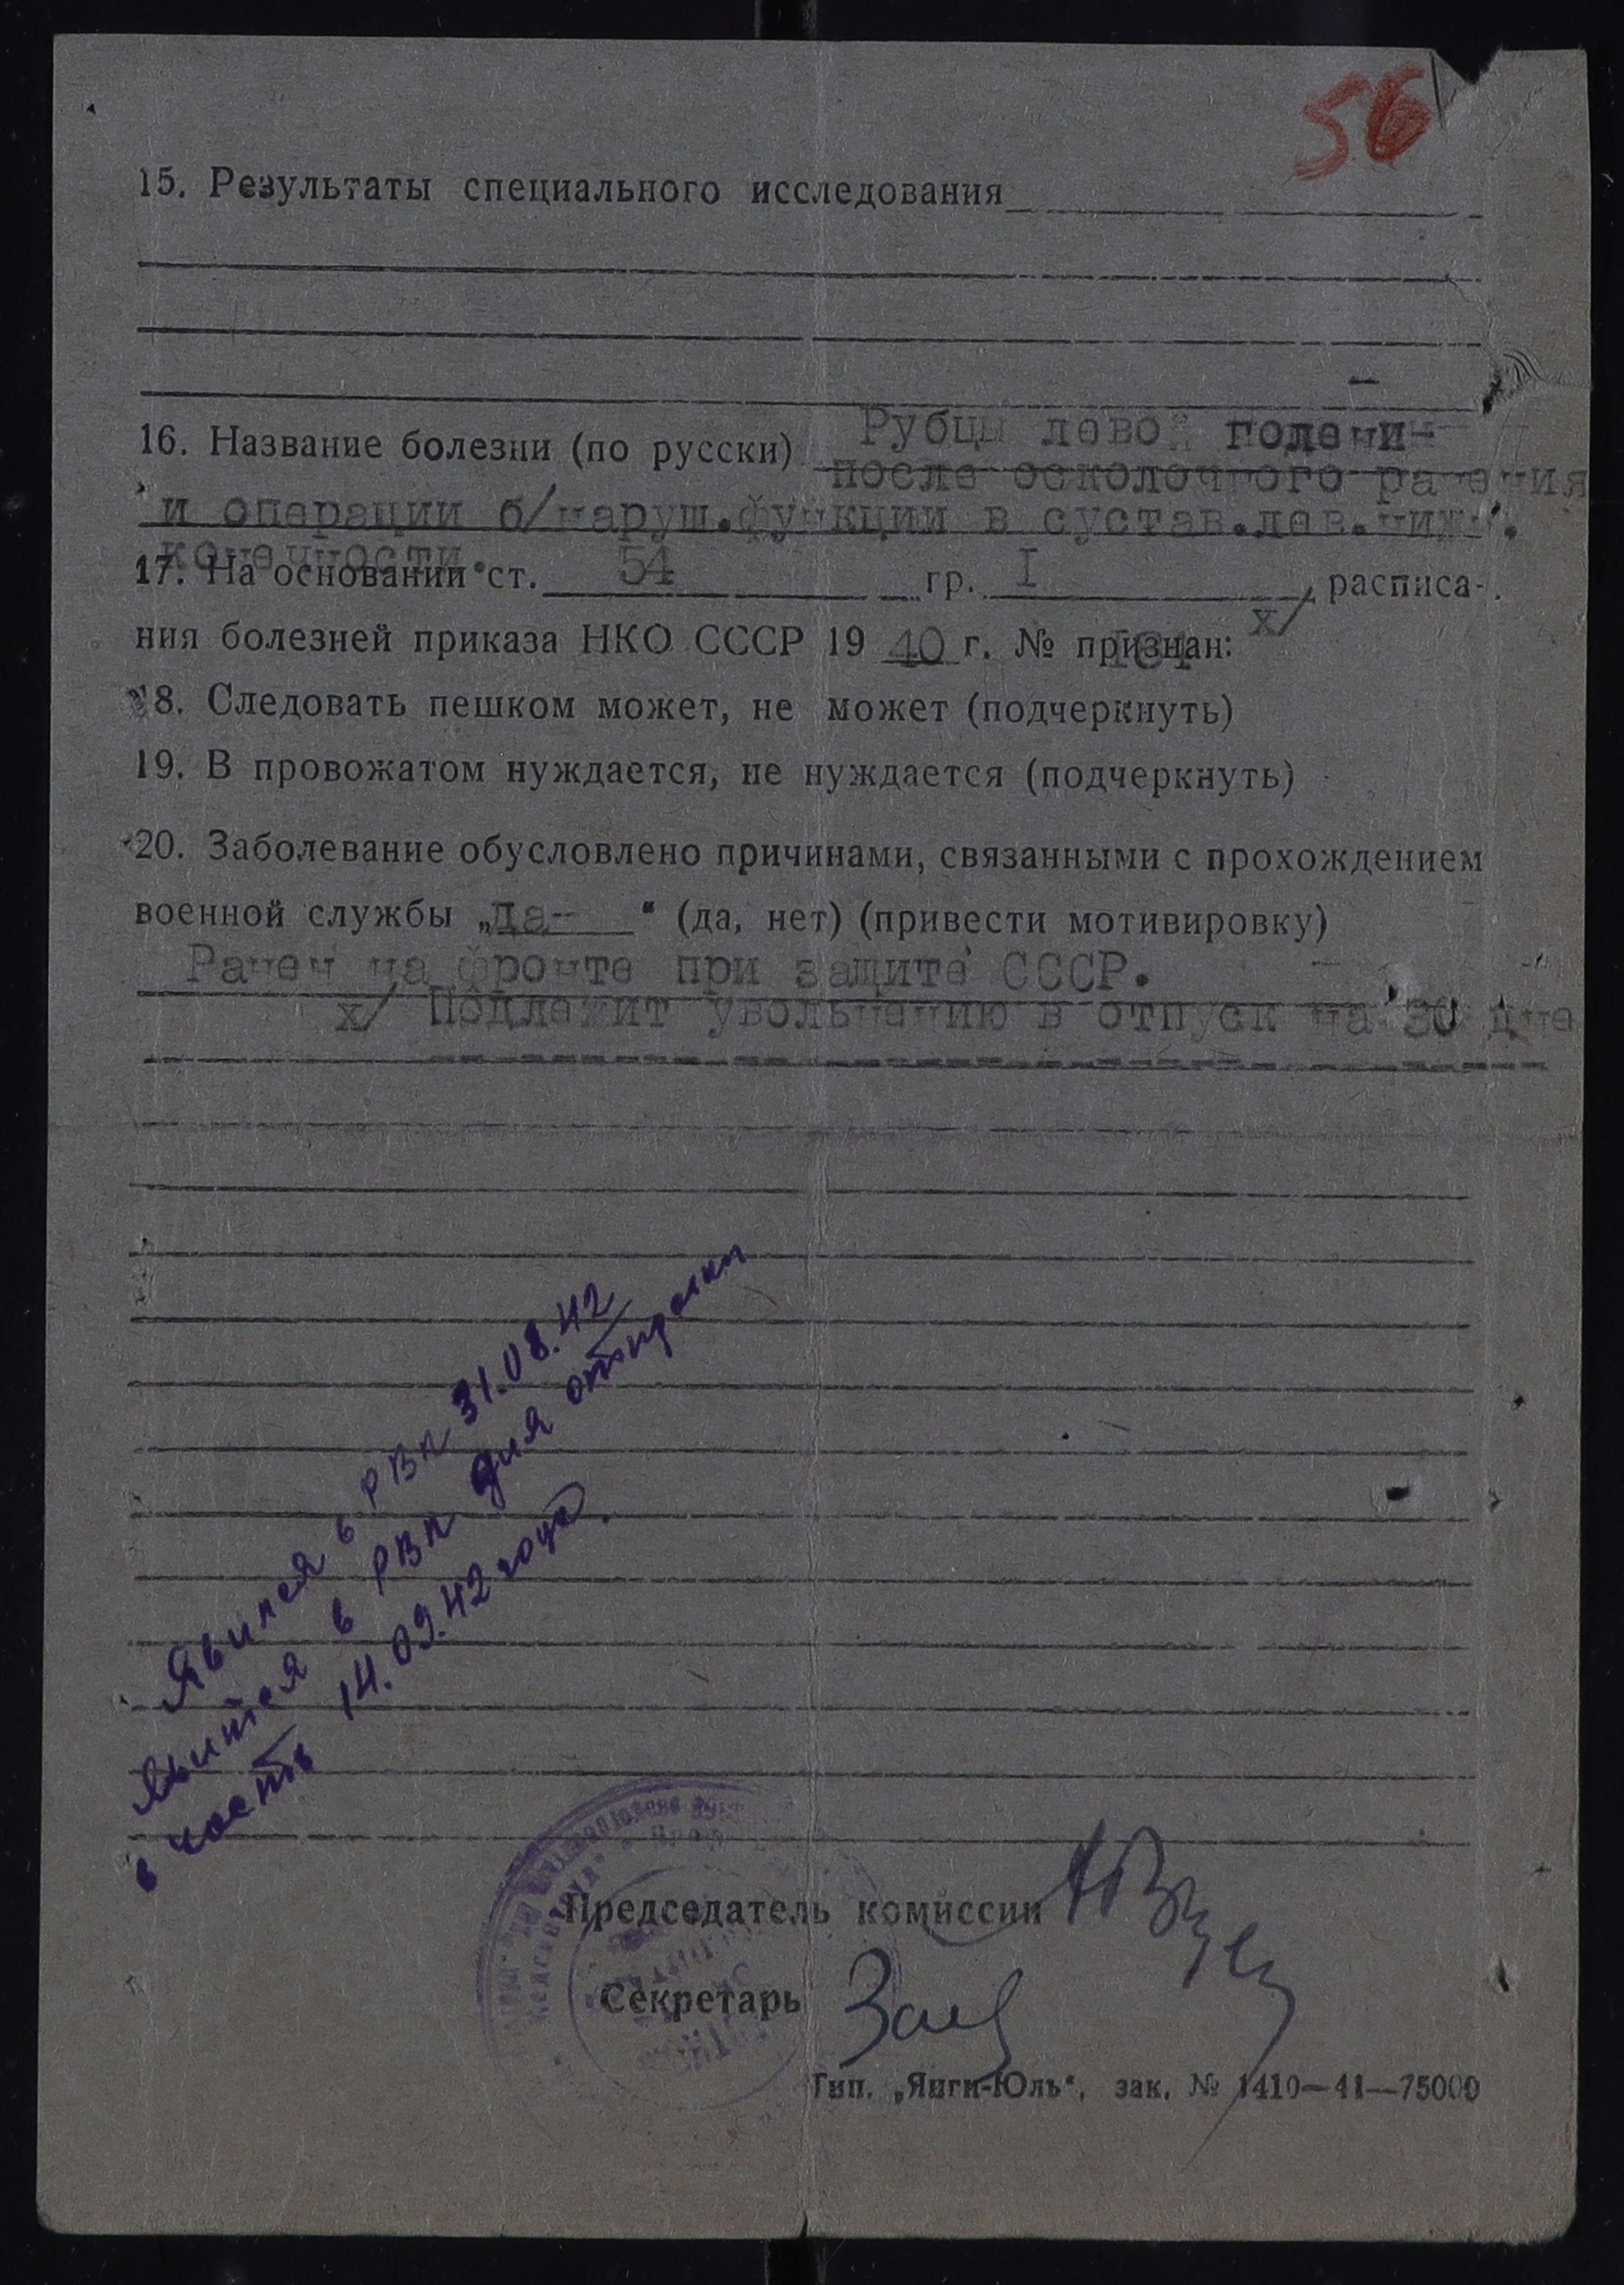 56
15. Результаты специального исследования
16. Название болезни (по русски) Рубцы левой голени-
после осколочного ранения
и операции б/наруш.функции в сустав.лев.нижн.
конечности.
17. На основании ст. 54 гр. I расписа-
х/
ния болезней приказа НКО СССР 1940 г. № признан:
18. Следовать пешком может, не может (подчеркнуть)
19. В провожатом нуждается, не нуждается (подчеркнуть)
20. Заболевание обусловлено причинами, связанными с прохождением
военной службы „да--“ (да, нет) (привести мотивировку)
Ранен на фронте при защите СССР.
х/ Подлежит увольнению в отпуск на 30 дне
Явился в РВК 31.08.42
явится в РВК для отправки
в часть 14.09.42 года.
Председатель комиссии
Секретарь
Тип. „Янги-Юль“, зак. № 1410—41—75000